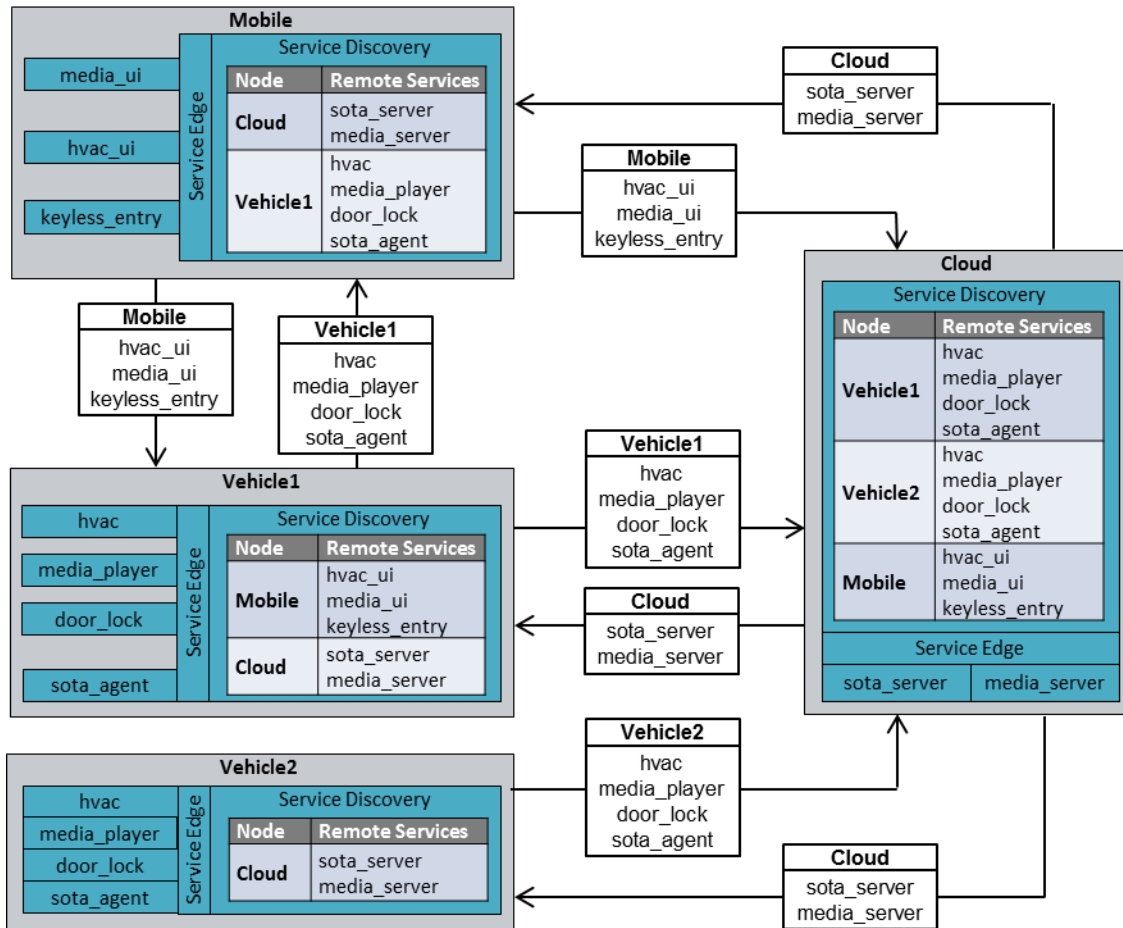 Mobile
media_ui
hvac_ui
keyless_entry
Service Edge
Service Discovery
Node Remote Services
Cloud
sota_server
media_server
Vehicle1
hvac
media_player
door_lock
sota_agent
Cloud
sota_server
media_server
Mobile
hvac_ui
media_ui
keyless_entry
Mobile
hvac_ui
media_ui
keyless_entry
Vehicle1
hvac
media_player
door_lock
sota_agent
Cloud
Service Discovery
Node Remote Services
Vehicle1
hvac
media_player
door_lock
sota_agent
Vehicle2
hvac
media_player
door_lock
sota_agent
Mobile
hvac_ui
media_ui
keyless_entry
Service Edge
sota_server media_server
Vehicle1
hvac
media_player
door_lock
sota_agent
Service Edge
Service Discovery
Node Remote Services
Mobile
hvac_ui
media_ui
keyless_entry
Cloud
sota_server
media_server
Vehicle1
hvac
media_player
door_lock
sota_agent
Cloud
sota_server
media_server
Vehicle2
hvac
media_player
door_lock
sota_agent
Service Edge
Service Discovery
Node Remote Services
Cloud
sota_server
media_server
Vehicle2
hvac
media_player
door_lock
sota_agent
Cloud
sota_server
media_server